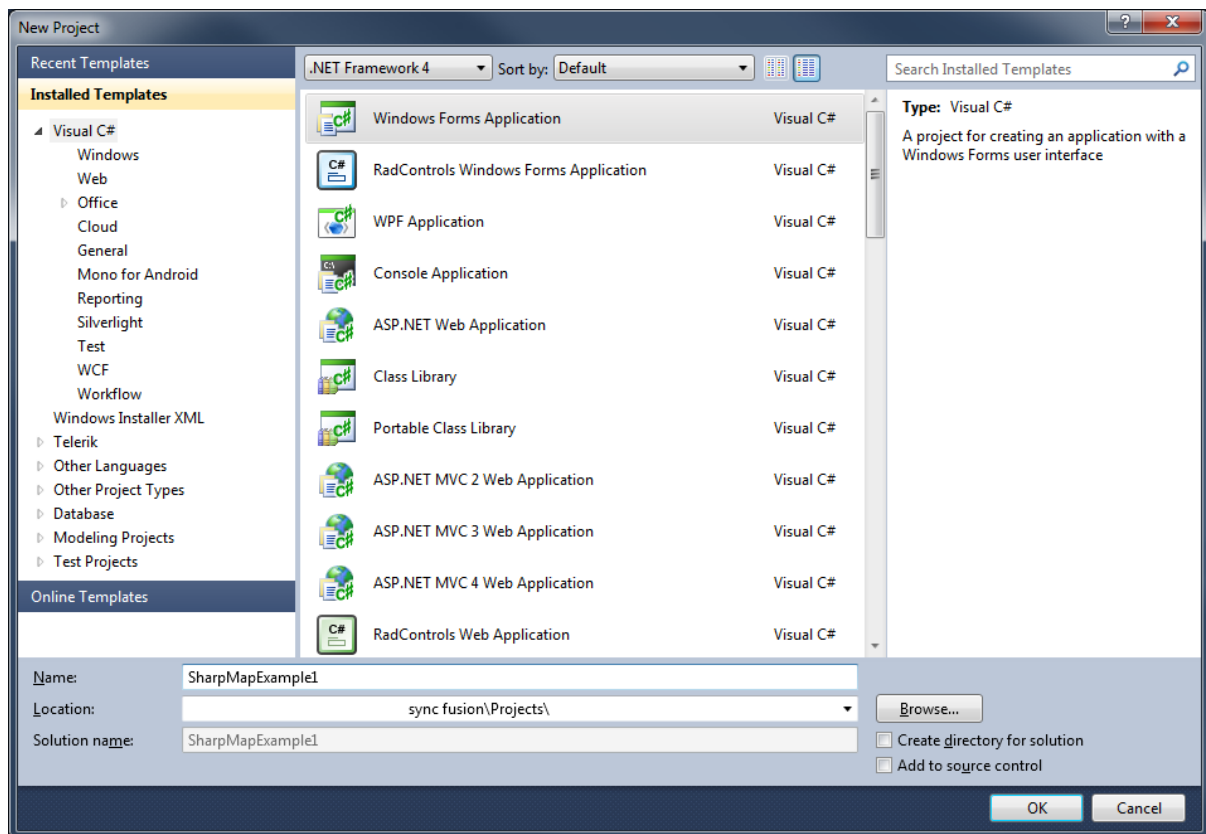 New Project
Recent Templates
Installed Templates
Visual C#
Windows
Web
Office
Cloud
General
Mono for Android
Reporting
Silverlight
Test
WCF
Workflow
Windows Installer XML
Telerik
Other Languages
Other Project Types
Database
Modeling Projects
Test Projects
Online Templates
.NET Framework 4 Sort by: Default
Windows Forms Application Visual C#
RadControls Windows Forms Application Visual C#
WPF Application Visual C#
Console Application Visual C#
ASP.NET Web Application Visual C#
Class Library Visual C#
Portable Class Library Visual C#
ASP.NET MVC 2 Web Application Visual C#
ASP.NET MVC 3 Web Application Visual C#
ASP.NET MVC 4 Web Application Visual C#
RadControls Web Application Visual C#
Search Installed Templates
Type: Visual C#
A project for creating an application with a
Windows Forms user interface
Name: SharpMapExample1
Location: sync fusion\Projects\
Browse...
Solution name: SharpMapExample1
Create directory for solution
Add to source control
OK Cancel